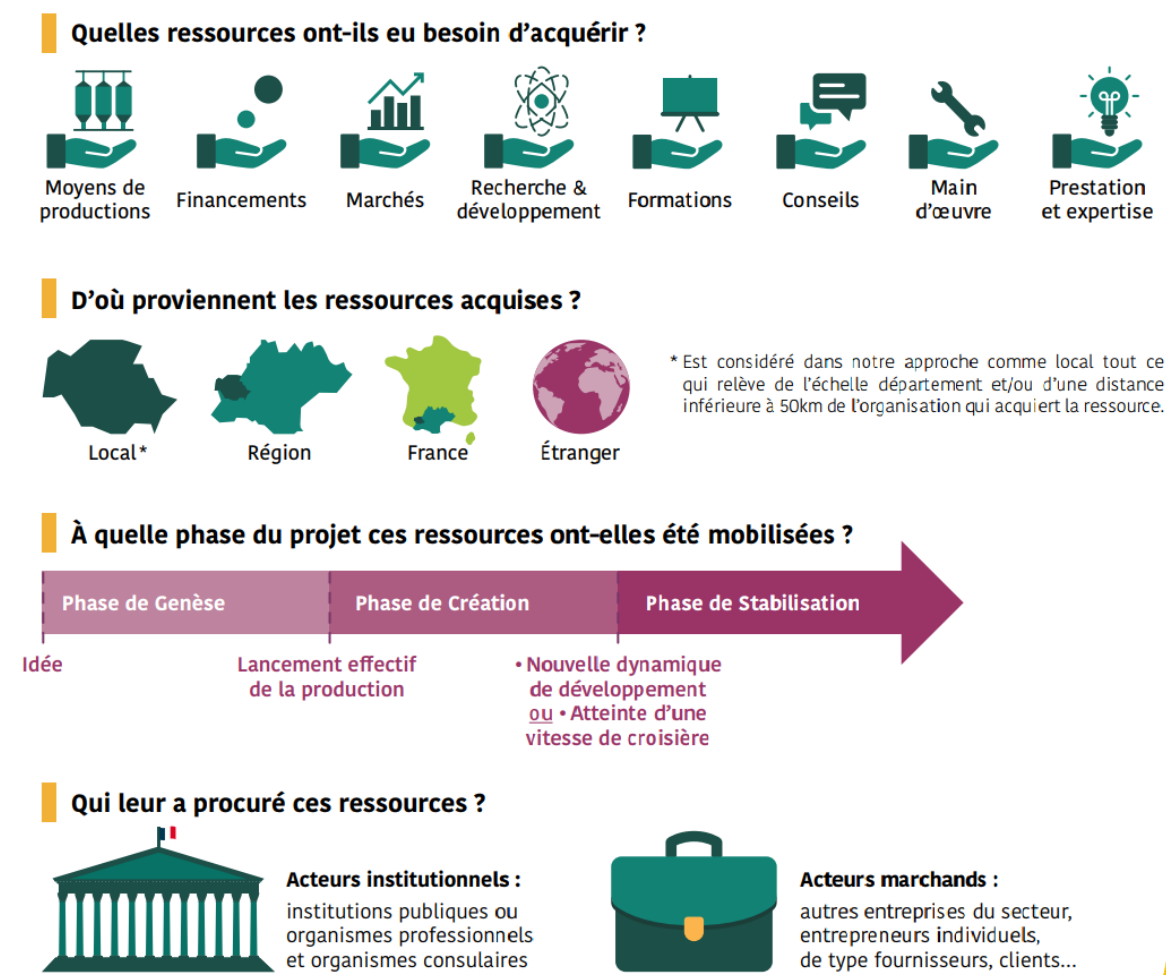 Quelles ressources ont-ils eu besoin d'acquérir ?
Moyens de
productions
Financements
Marchés
Recherche &
développement
Formations
Conseils
Main
d'œuvre
Prestation
et expertise
D'où proviennent les ressources acquises ?
Local*
Région
France
Étranger
* Est considéré dans notre approche comme local tout ce
qui relève de l'échelle département et/ou d'une distance
inférieure à 50km de l'organisation qui acquiert la ressource.
À quelle phase du projet ces ressources ont-elles été mobilisées ?
Phase de Genèse
Phase de Création
Phase de Stabilisation
Idée
Lancement effectif
de la production
• Nouvelle dynamique
de développement
ou • Atteinte d'une
vitesse de croisière
Qui leur a procuré ces ressources ?
Acteurs institutionnels :
institutions publiques ou
organismes professionnels
et organismes consulaires
Acteurs marchands :
autres entreprises du secteur,
entrepreneurs individuels,
de type fournisseurs, clients...